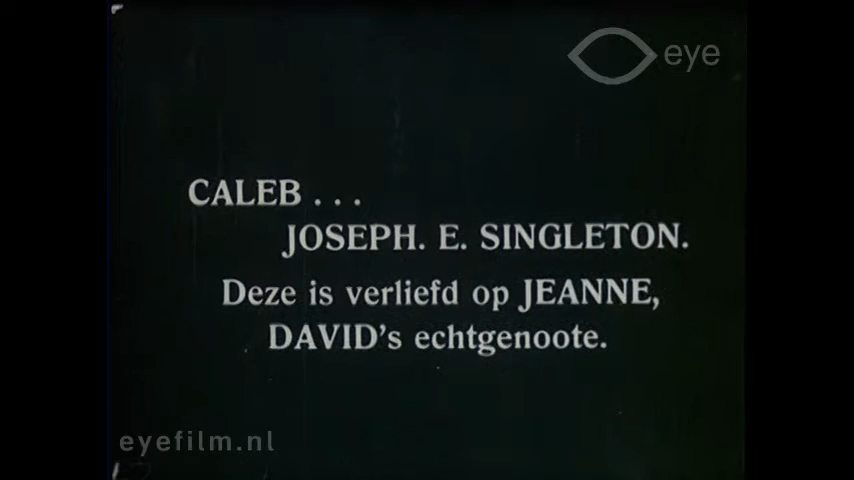 eye
CALEB . . .
JOSEPH. E. SINGLETON.
Deze is verliefd op JEANNE,
DAVID's echtgenoote.
eyefilm.nl